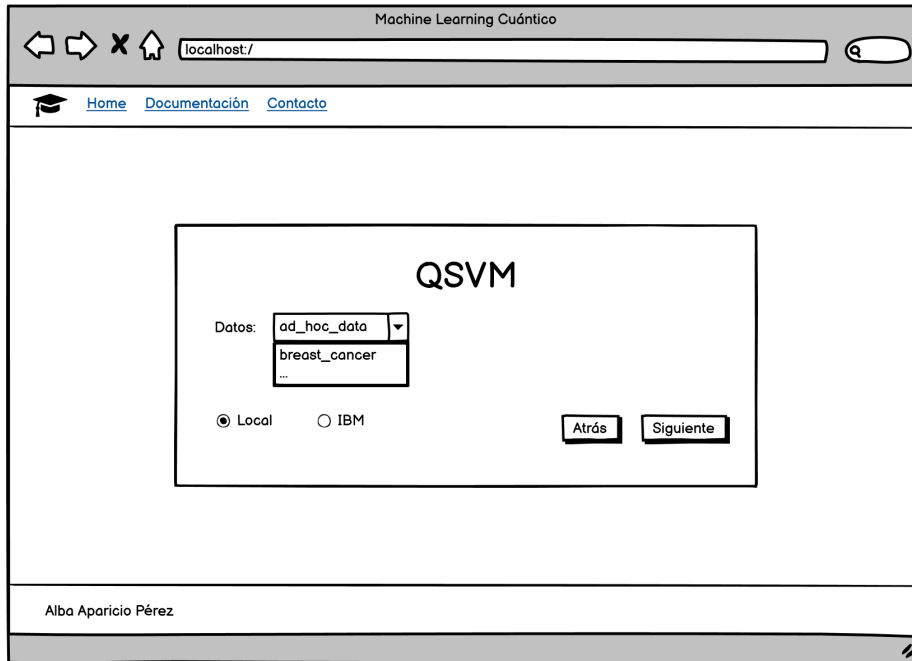 Machine Learning Cuántico
localhost:/
Home Documentación Contacto
QSVM
Datos: ad_hoc_data
breast_cancer
...
Local IBM Atrás Siguiente
Alba Aparicio Pérez